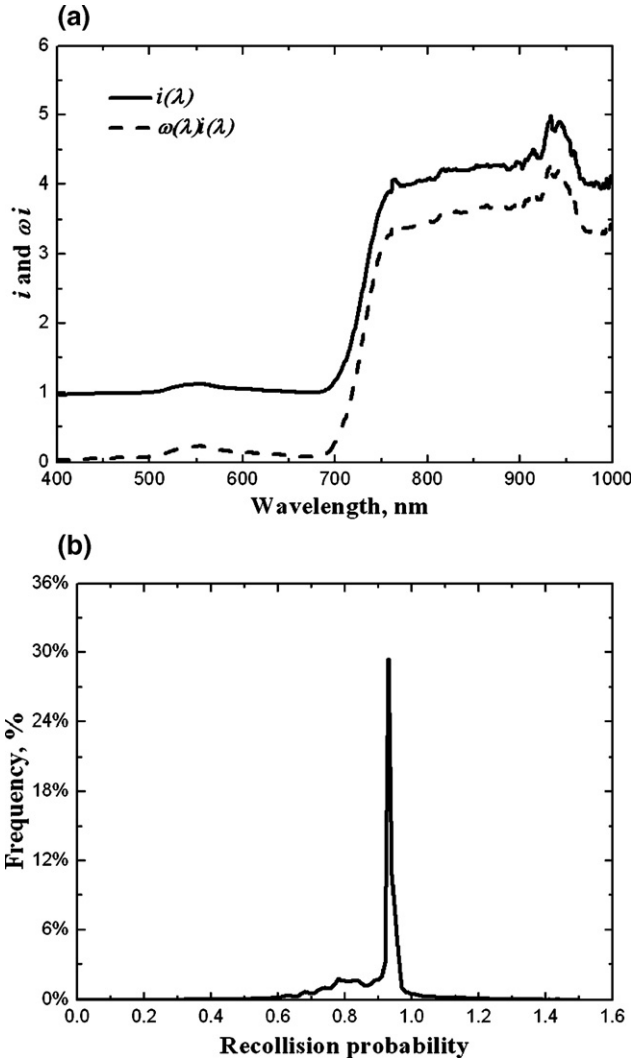 (a)
6
5
4
3
2
1
0
i(λ)
ω(λ)i(λ)
i and ω i
400 500 600 700 800 900 1000
Wavelength, nm
(b)
36%
30%
24%
18%
12%
6%
0%
Frequency, %
0.0 0.2 0.4 0.6 0.8 1.0 1.2 1.4 1.6
Recollision probability